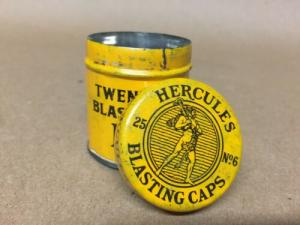 TWEN
BLAS
HERCULES
25
No6
BLASTING CAPS